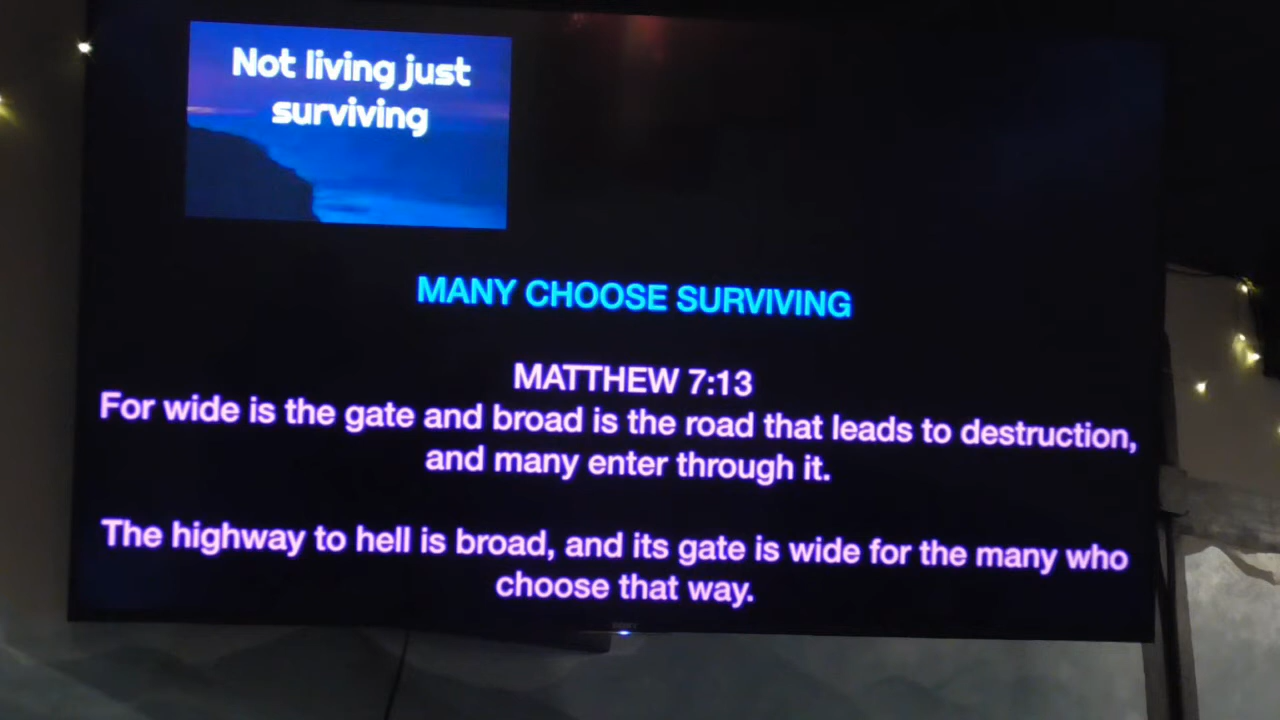 Not living just
surviving
MANY CHOOSE SURVIVING
MATTHEW 7:13
For wide is the gate and broad is the road that leads to destruction,
and many enter through it.
The highway to hell is broad, and its gate is wide for the many who
choose that way.
SONY